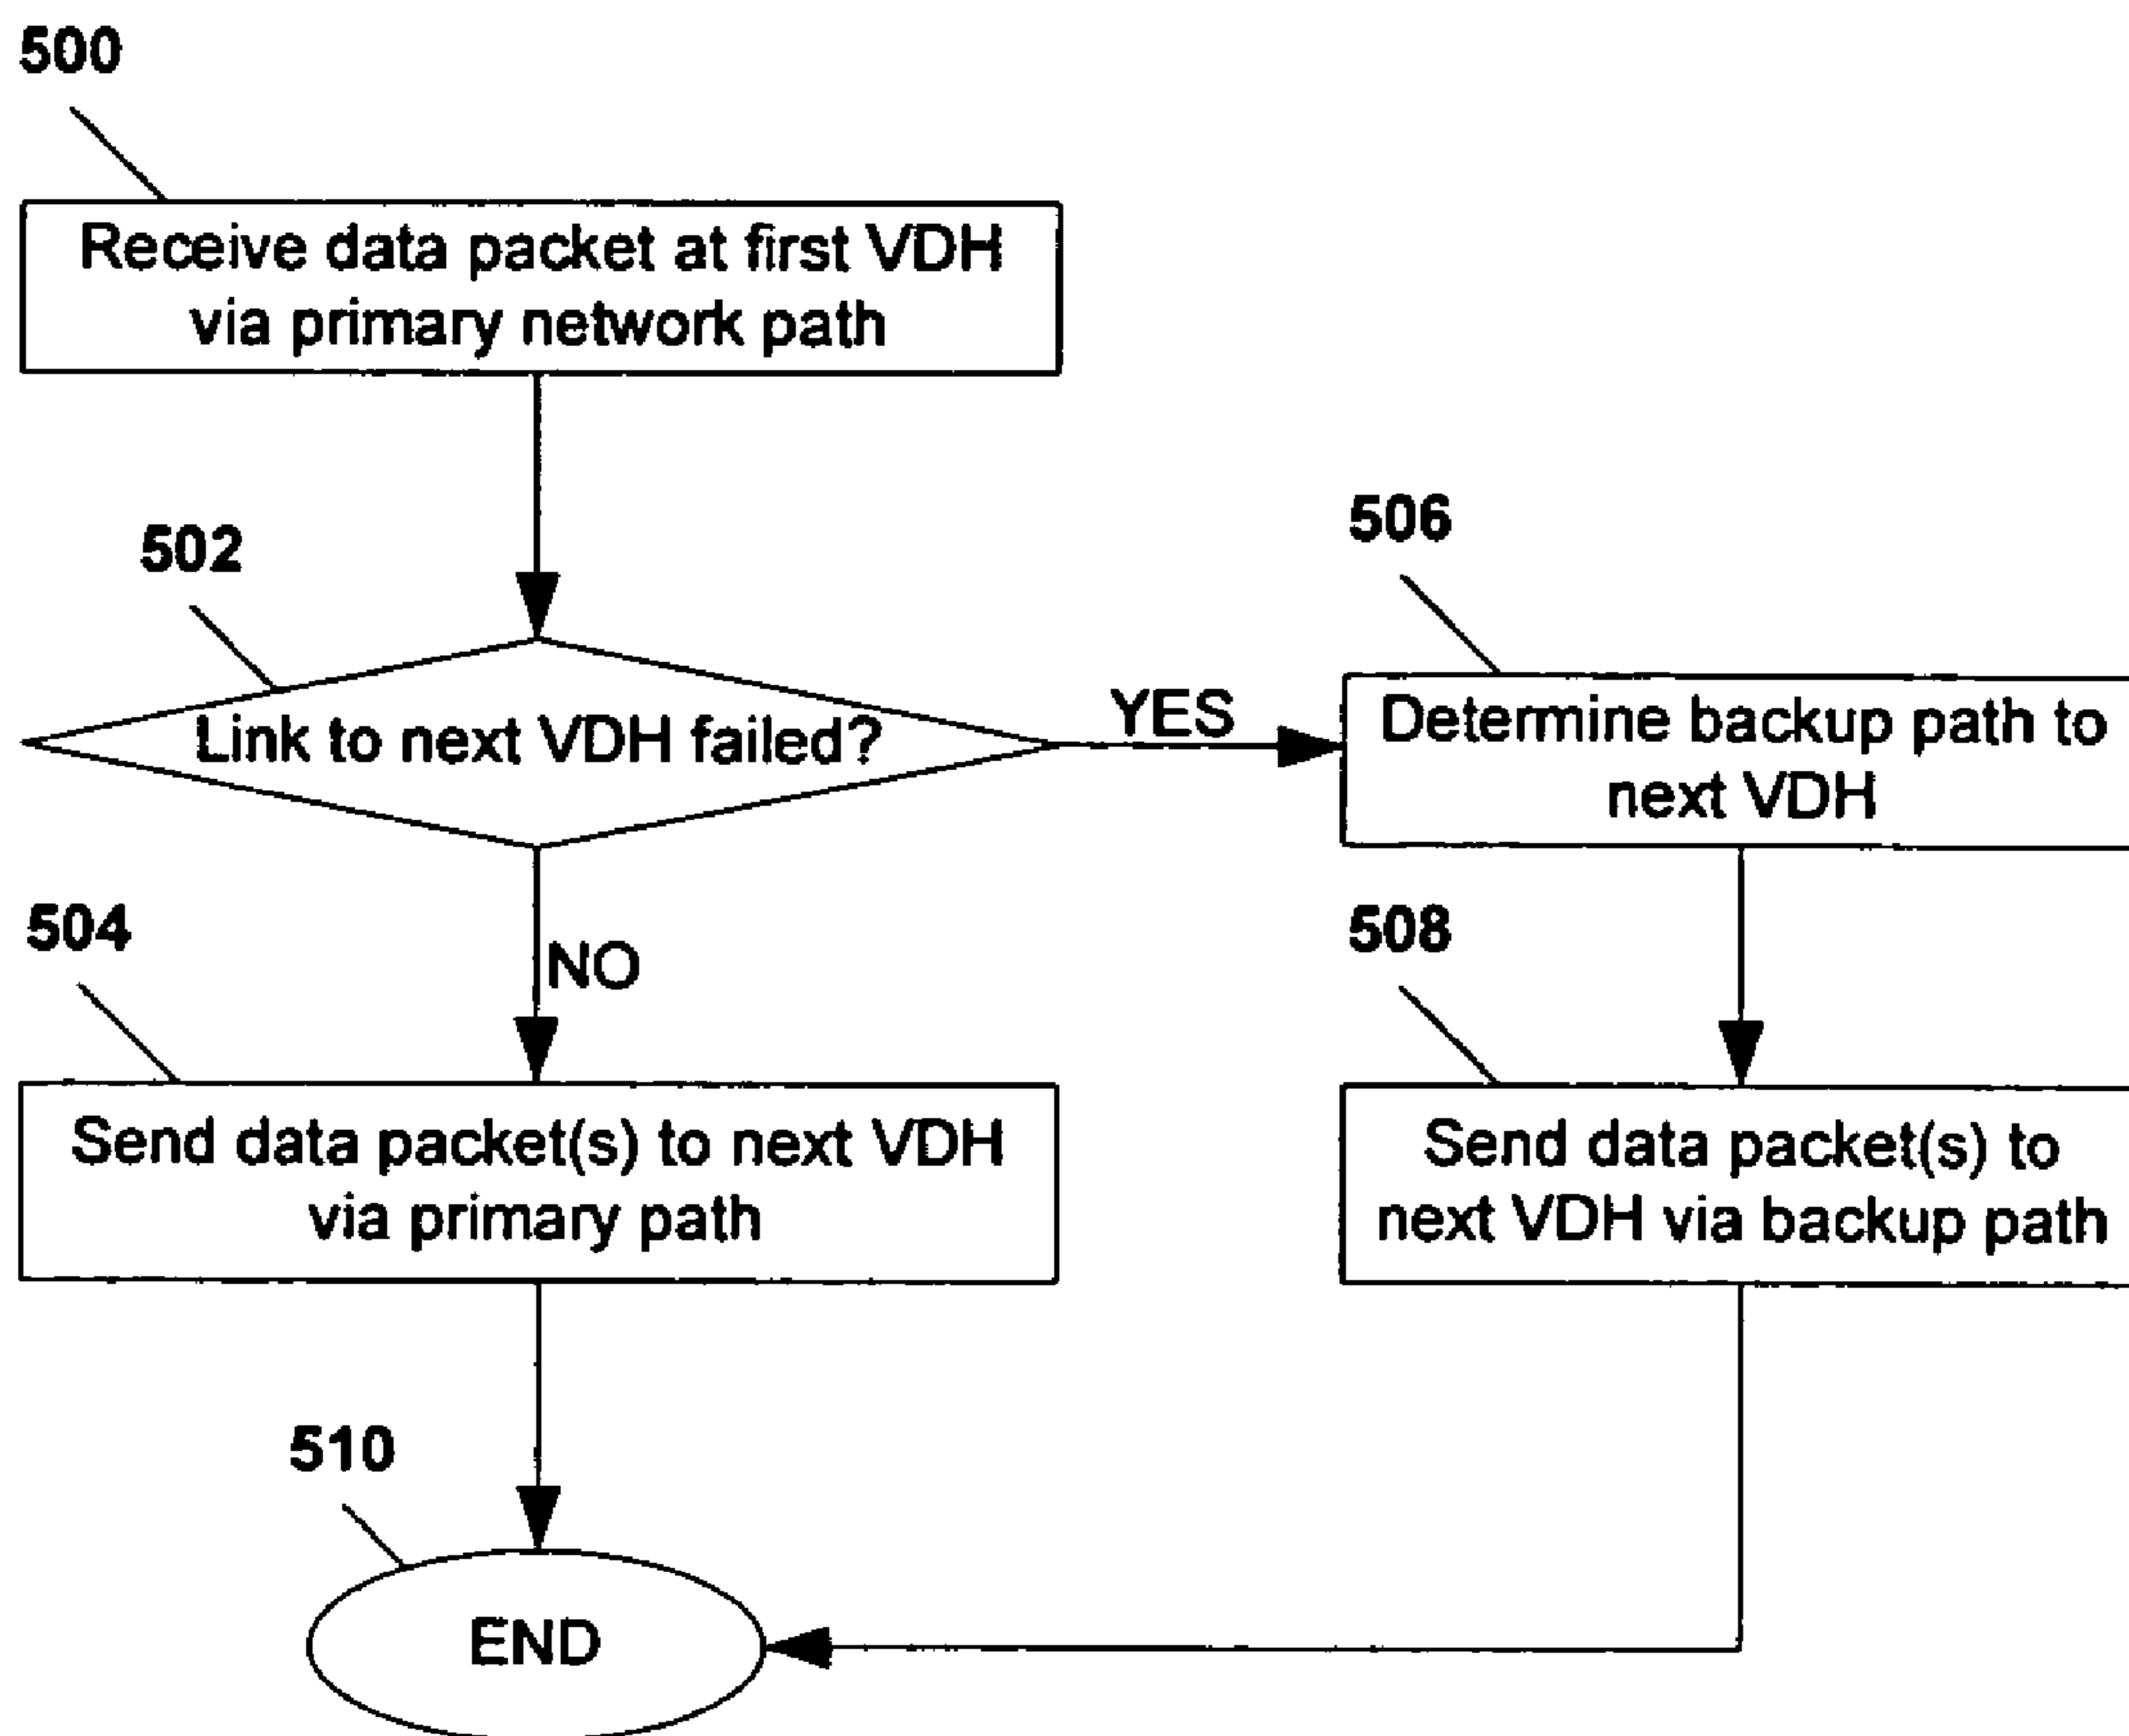 500
Receive data packet at first VDH
via primary network path
502
Link to next VDH failed?
YES
506
Determine backup path to
next VDH
504
NO
Send data packet(s) to next VDH
via primary path
508
Send data packet(s) to
next VDH via backup path
510
END